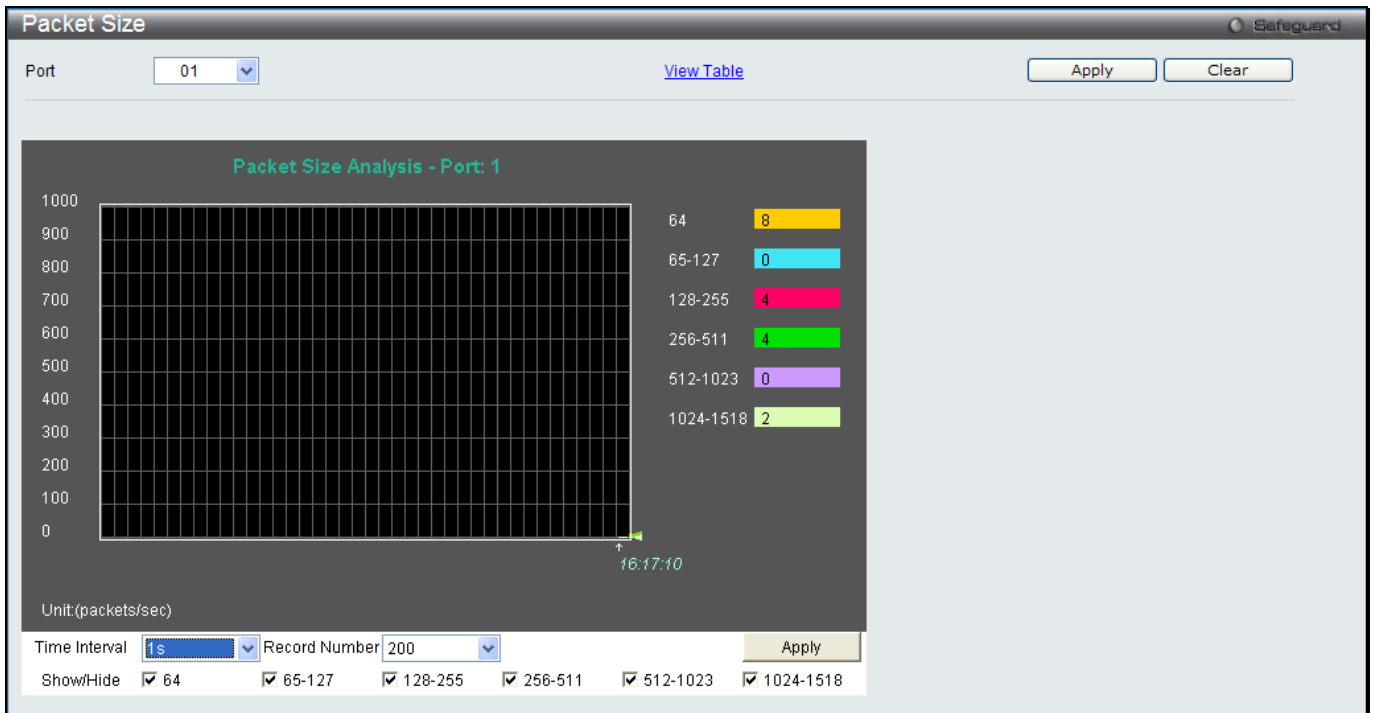 Packet Size
Safeguard
Port 01 View Table Apply Clear
Packet Size Analysis - Port: 1
1000
900
800
700
600
500
400
300
200
100
0
64 8
65-127 0
128-255 4
256-511 4
512-1023 0
1024-1518 2
16:17:10
Unit:(packets/sec)
Time Interval 1s Record Number 200 Apply
Show/Hide 64 65-127 128-255 256-511 512-1023 1024-1518